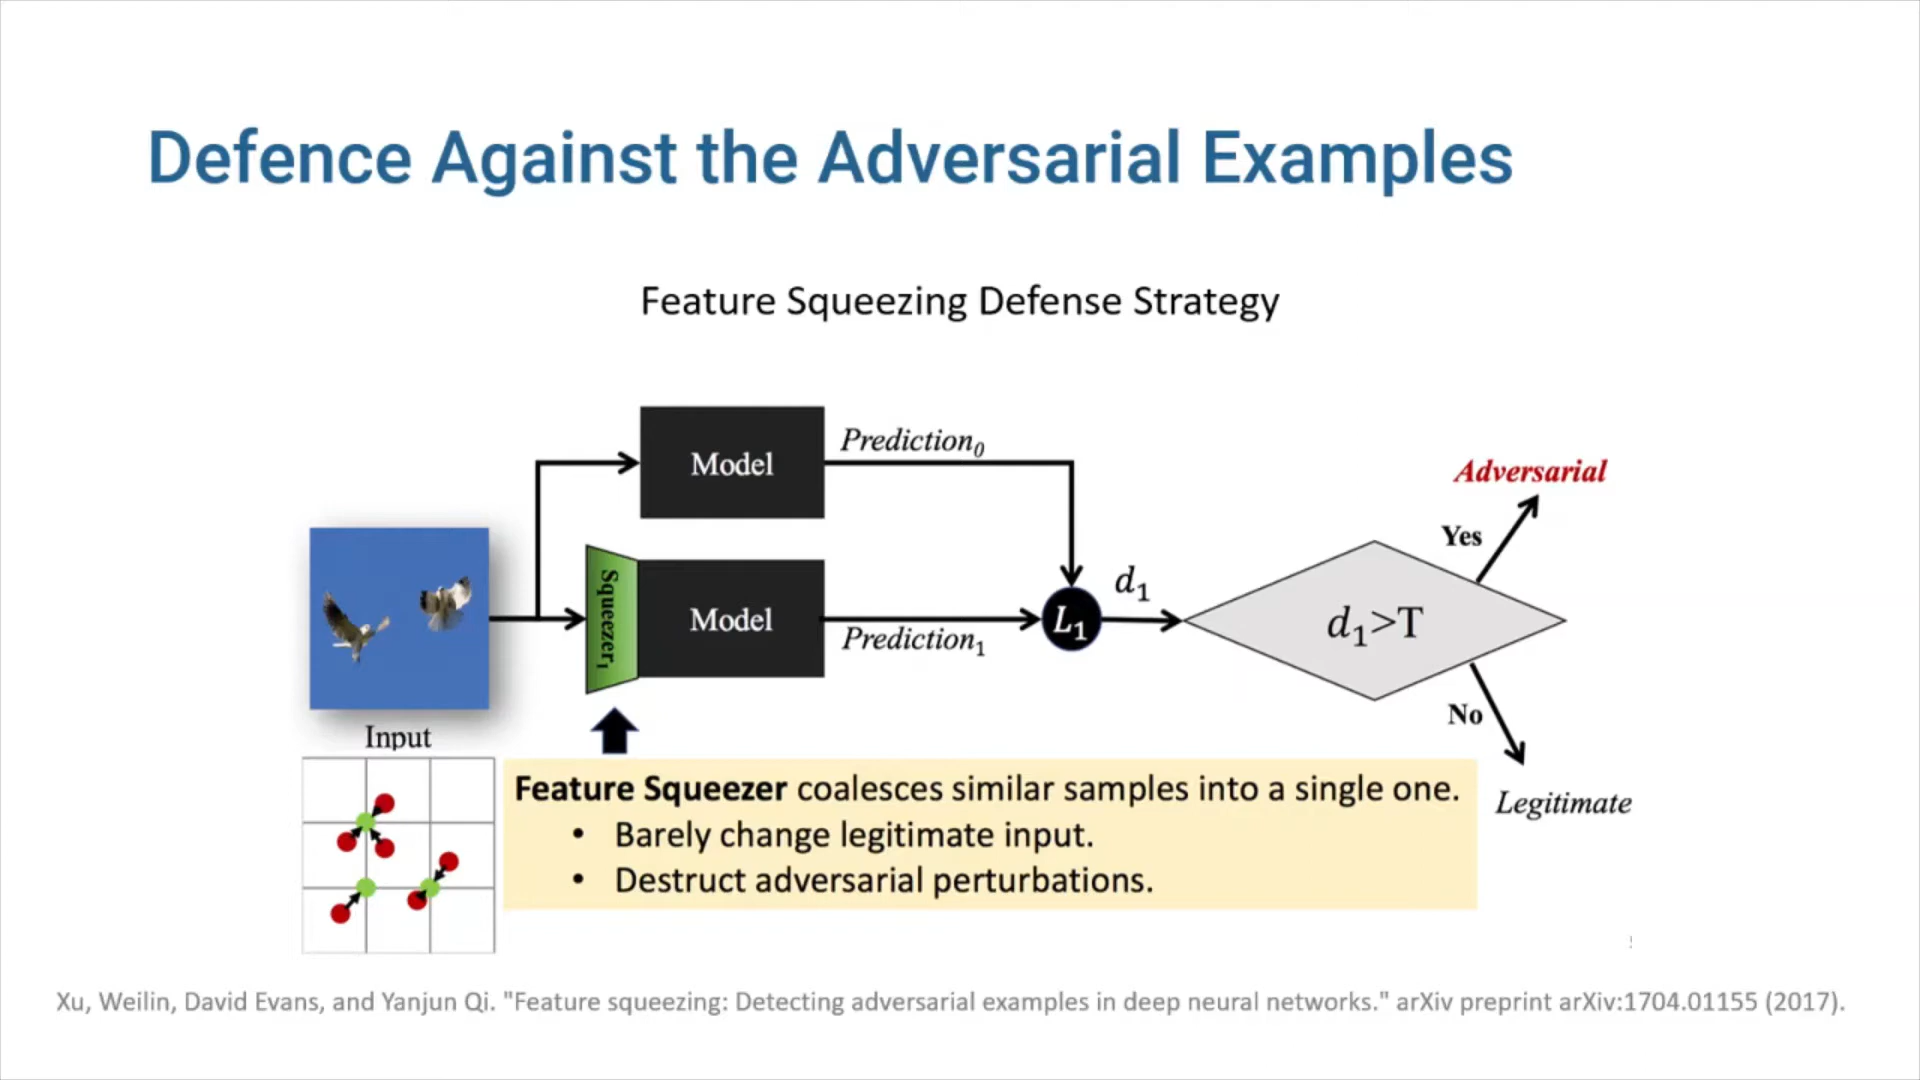 Defence Against the Adversarial Examples
Feature Squeezing Defense Strategy
Model
Prediction0
Adversarial
Yes
Squeezer1
Model
Prediction1
L1
d1
d1>T
No
Input
Legitimate
Feature Squeezer coalesces similar samples into a single one.
• Barely change legitimate input.
• Destruct adversarial perturbations.
Xu, Weilin, David Evans, and Yanjun Qi. "Feature squeezing: Detecting adversarial examples in deep neural networks." arXiv preprint arXiv:1704.01155 (2017).